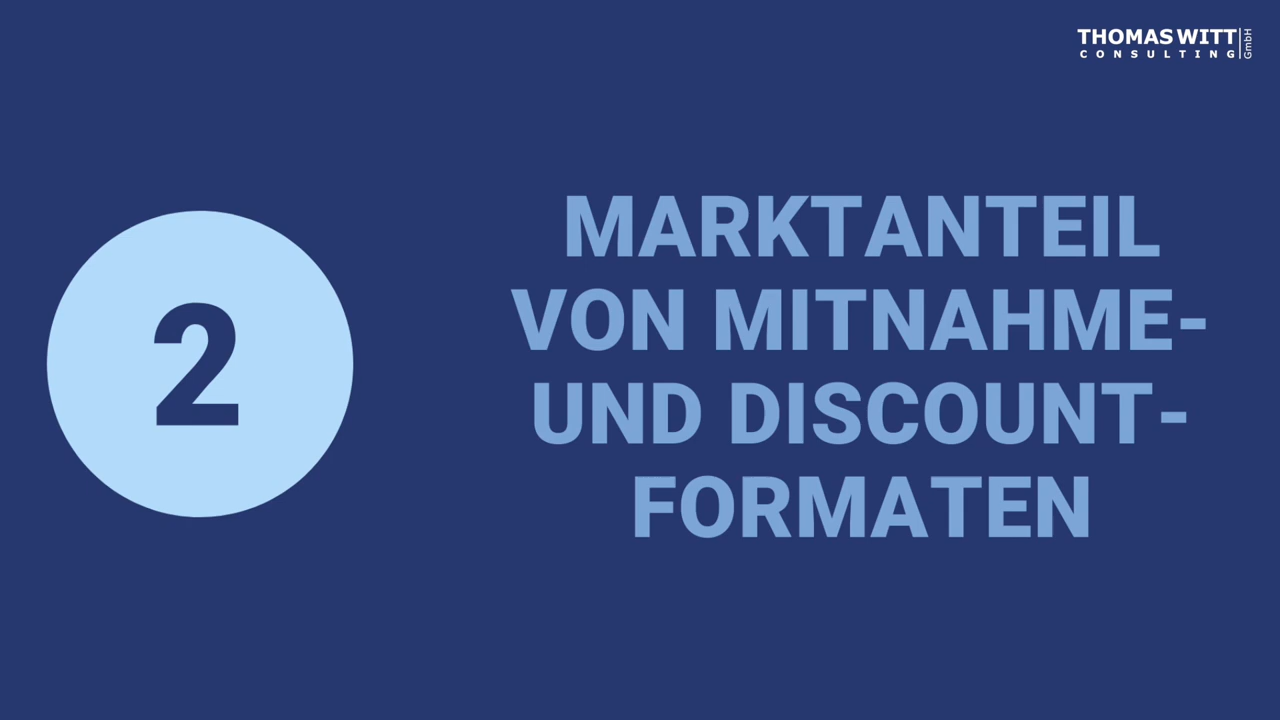 THOMAS WITT GmbH
CONSULTING
2
MARKTANTEIL
VON MITNAHME-
UND DISCOUNT-
FORMATEN